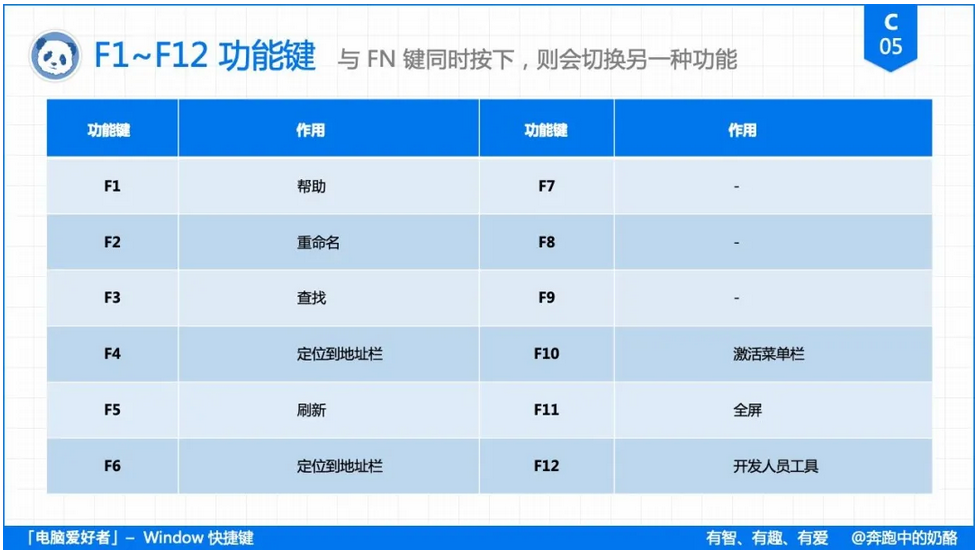 F1~F12 功能键 与 FN 键同时按下，则会切换另一种功能
C
05
功能键 作用 功能键 作用
F1 帮助 F7 -
F2 重命名 F8 -
F3 查找 F9 -
F4 定位到地址栏 F10 激活菜单栏
F5 刷新 F11 全屏
F6 定位到地址栏 F12 开发人员工具
「电脑爱好者」– Window 快捷键 有智、有趣、有爱 @奔跑中的奶酪